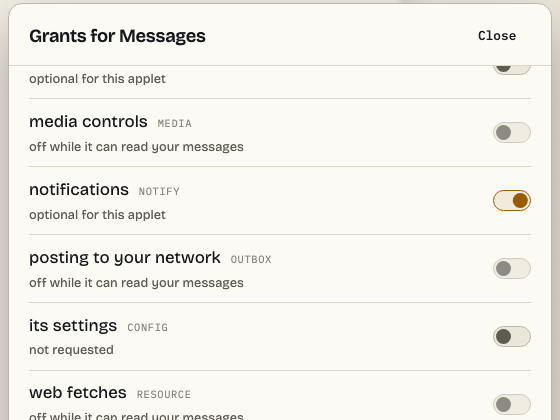 Grants for Messages
Close
optional for this applet
media controls MEDIA
off while it can read your messages
notifications NOTIFY
optional for this applet
posting to your network OUTBOX
off while it can read your messages
its settings CONFIG
not requested
web fetches RESOURCE
off while it can read your messages